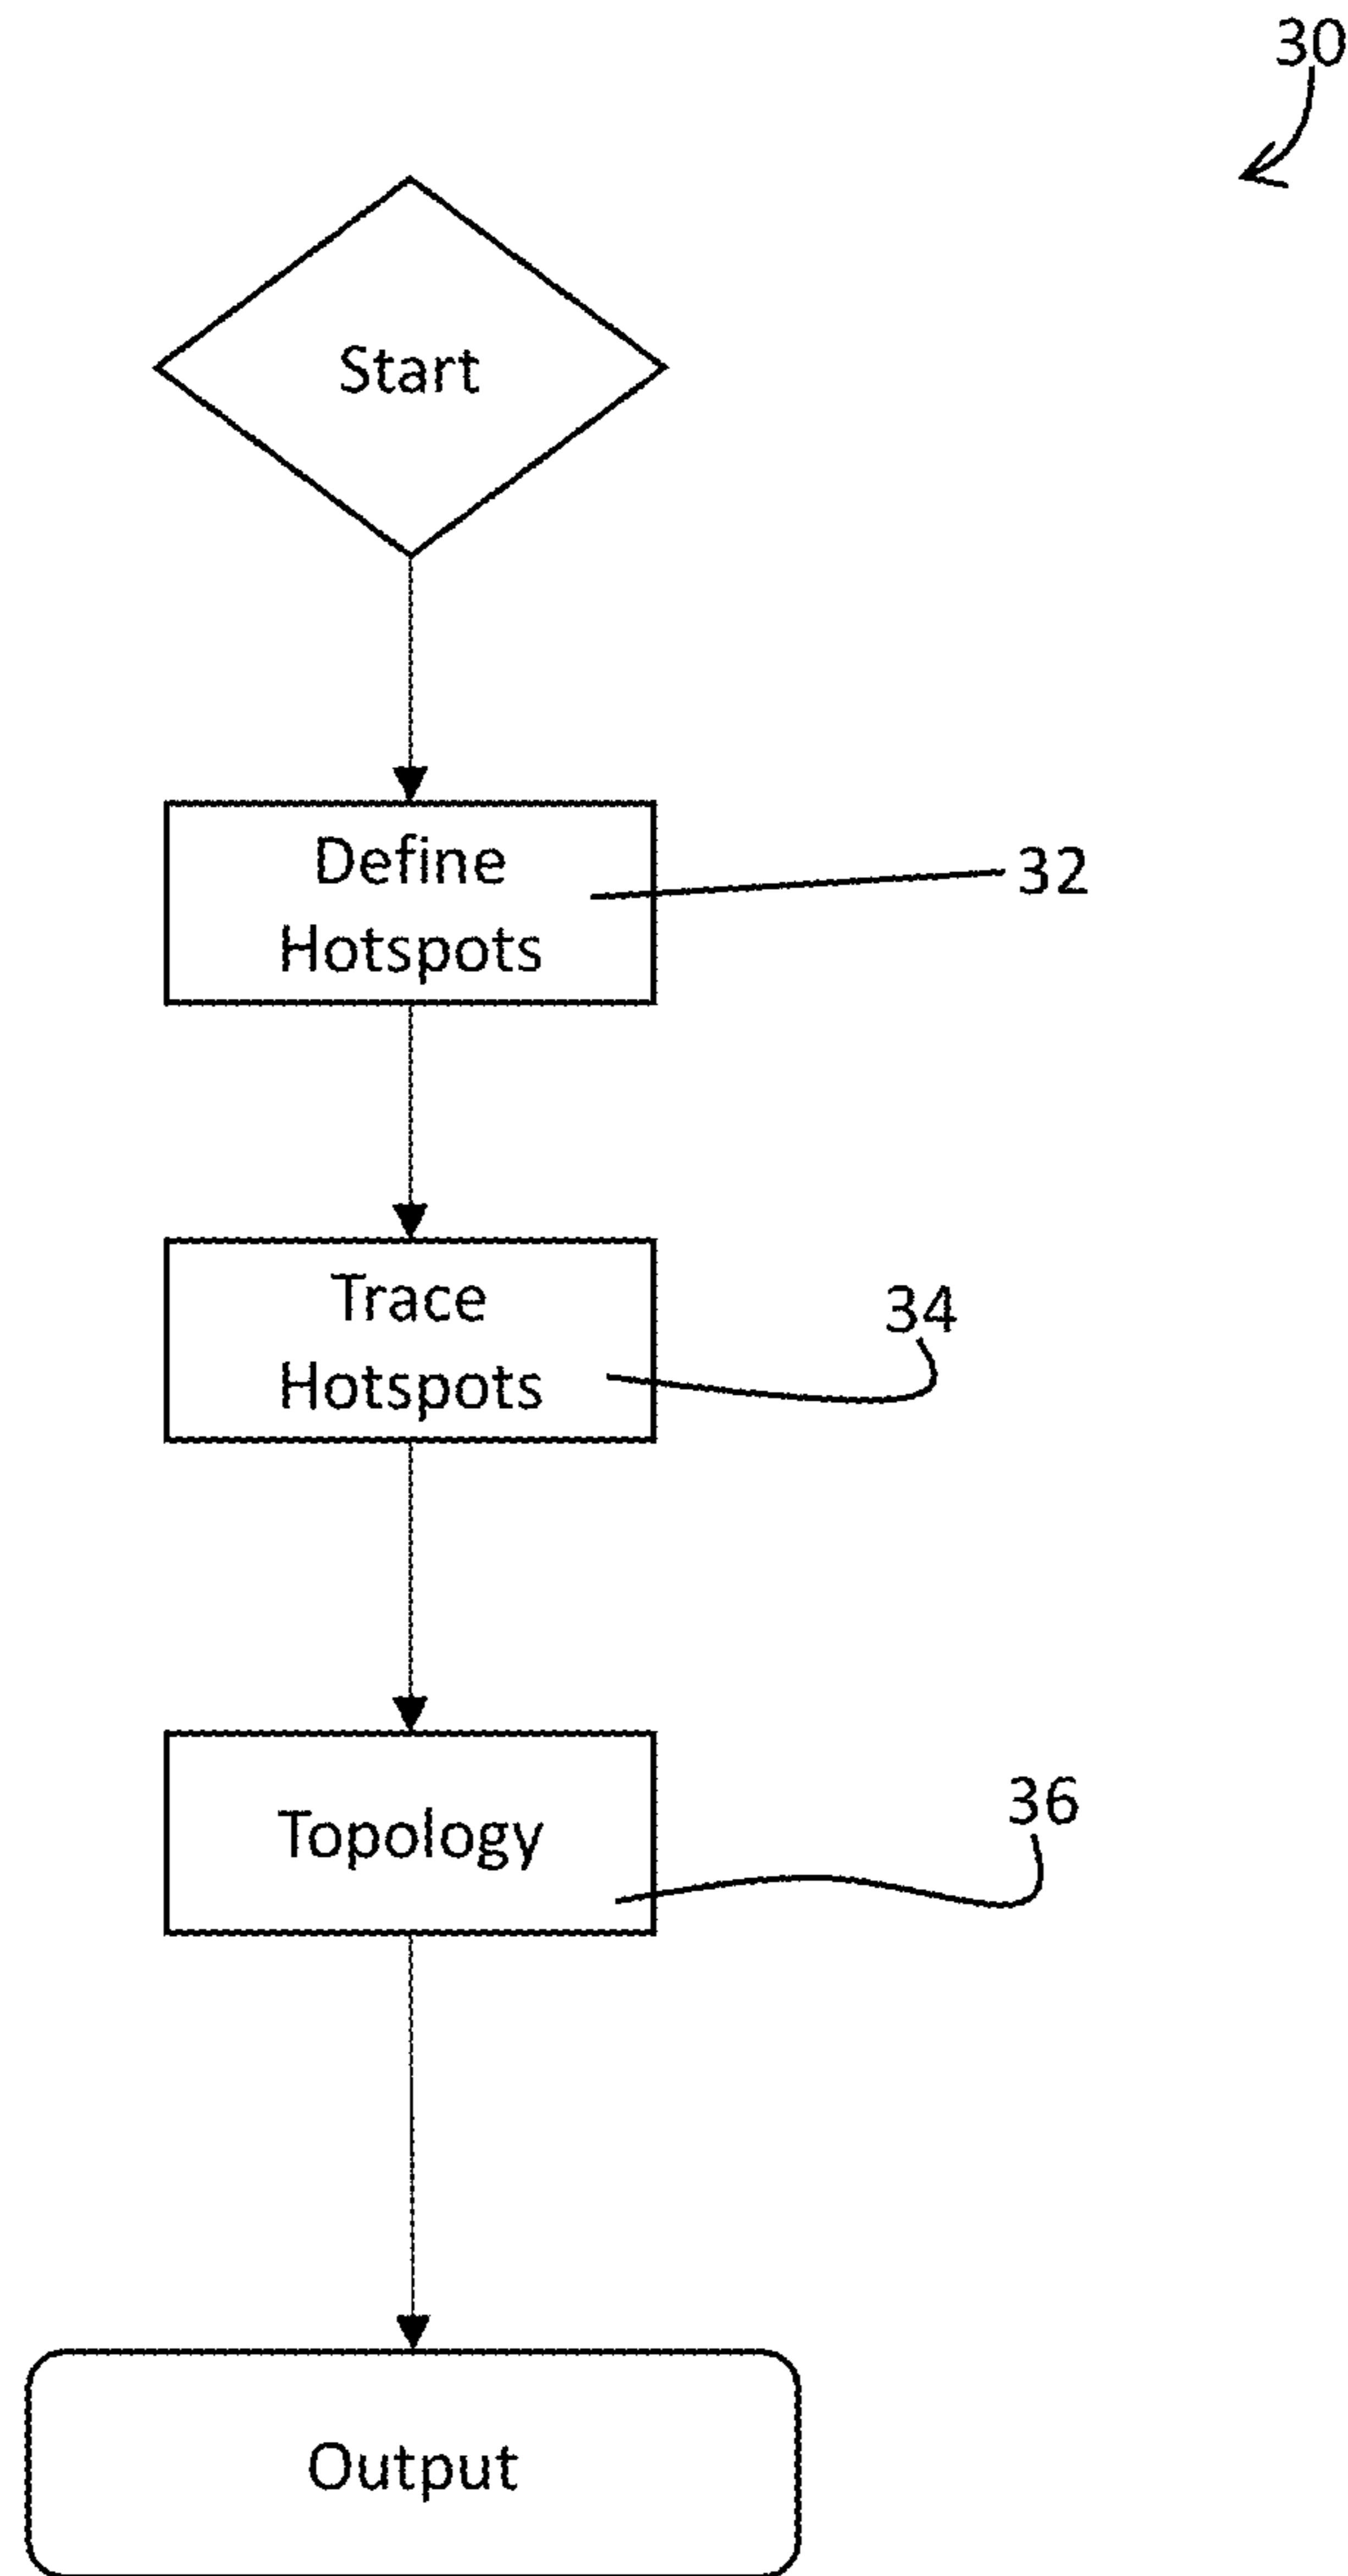 30
Start
Define
Hotspots
32
Trace
Hotspots
34
Topology
36
Output